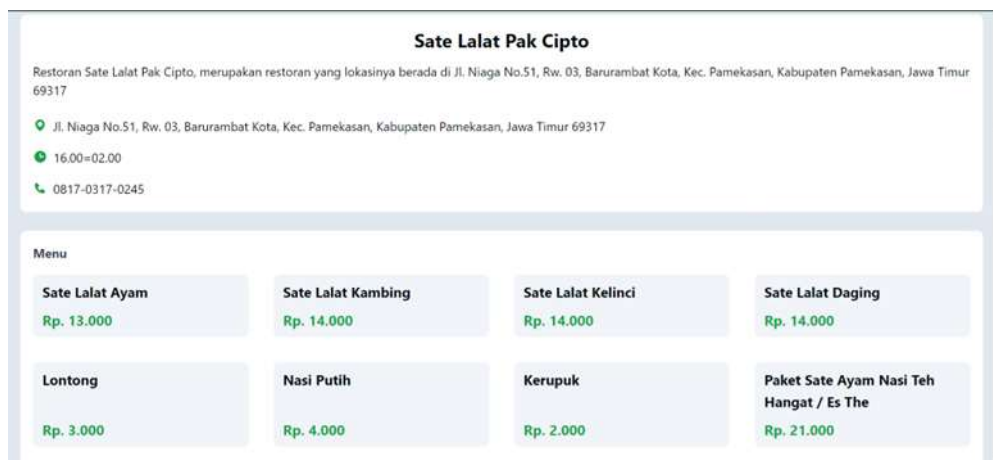 Sate Lalat Pak Cipto
Restoran Sate Lalat Pak Cipto, merupakan restoran yang lokasinya berada di Jl. Niaga No.51, Rw. 03, Barurambat Kota, Kec. Pamekasan, Kabupaten Pamekasan, Jawa Timur
69317
Jl. Niaga No.51, Rw. 03, Barurambat Kota, Kec. Pamekasan, Kabupaten Pamekasan, Jawa Timur 69317
16.00=02.00
0817-0317-0245
Menu
Sate Lalat Ayam
Rp. 13.000
Sate Lalat Kambing
Rp. 14.000
Sate Lalat Kelinci
Rp. 14.000
Sate Lalat Daging
Rp. 14.000
Lontong
Rp. 3.000
Nasi Putih
Rp. 4.000
Kerupuk
Rp. 2.000
Paket Sate Ayam Nasi Teh
Hangat / Es The
Rp. 21.000